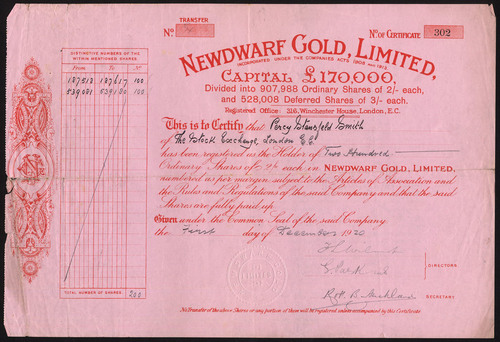 TRANSFER
No.
No. OF CERTIFICATE 302
NEWDWARF GOLD, LIMITED,
INCORPORATED UNDER THE COMPANIES ACTS 1908 AND 1913.
CAPITAL £170,000,
Divided into 907,988 Ordinary Shares of 2/- each,
and 528,008 Deferred Shares of 3/- each,
Registered Office: 316, Winchester House, London, E.C.
DISTINCTIVE NUMBERS OF THE
WITHIN MENTIONED SHARES
From To No.
187518 187617 100
539001 539100 100
TOTAL NUMBER OF SHARES 200
This is to Certify that Percy Stansfeld Smith
of The Stock Exchange, London E.C.
has been registered as the Holder of Two Hundred
Ordinary Shares of 2/- each in NEWDWARF GOLD, LIMITED,
numbered as per margin, subject to the Articles of Association and
the Rules and Regulations of the said Company and that the said
Shares are fully paid up.
Given under the Common Seal of the said Company
the First day of December 1920
DIRECTORS
SECRETARY
No Transfer of the above Shares or any portion of them will be registered unless accompanied by this Certificate